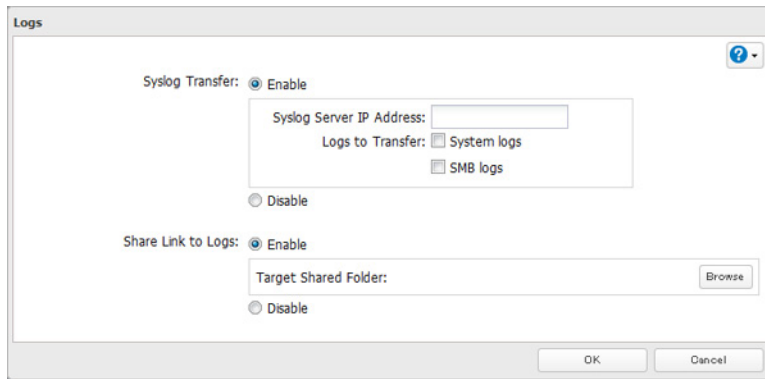 Logs
?
Syslog Transfer: Enable
Syslog Server IP Address:
Logs to Transfer: System logs
SMB logs
Disable
Share Link to Logs: Enable
Target Shared Folder: Browse
Disable
OK Cancel